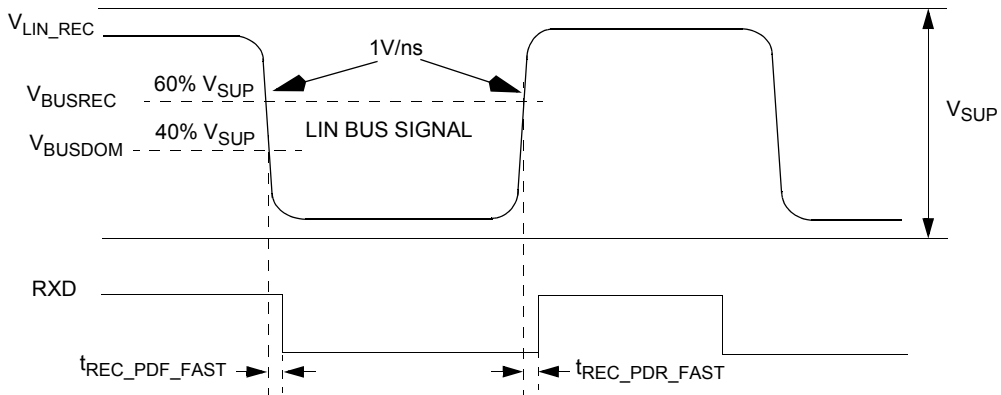 V_LIN_REC
1V/ns
60% V_SUP
V_BUSREC
V_SUP
40% V_SUP
LIN BUS SIGNAL
V_BUSDOM
RXD
t_REC_PDF_FAST
t_REC_PDR_FAST